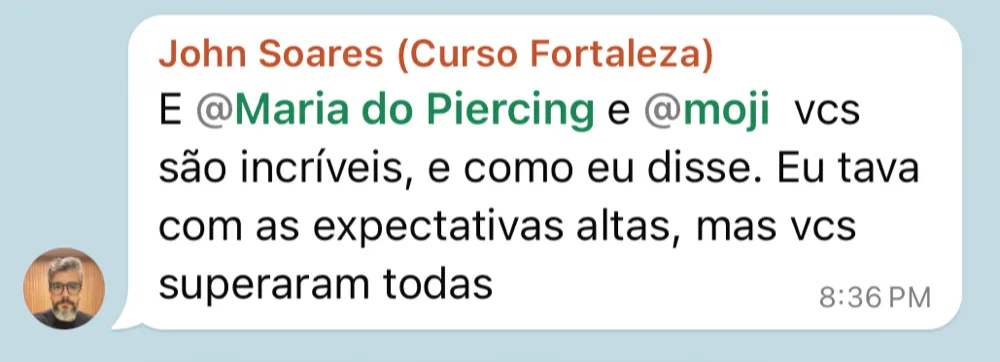 John Soares (Curso Fortaleza)
E @Maria do Piercing e @moji vcs
são incríveis, e como eu disse. Eu tava
com as expectativas altas, mas vcs
superaram todas
8:36 PM